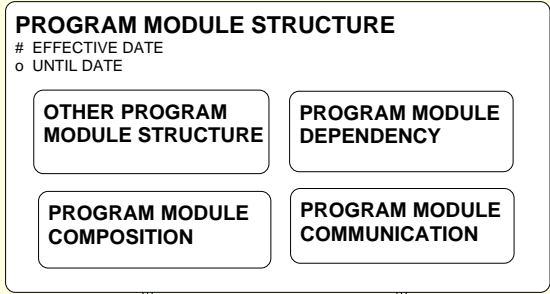 PROGRAM MODULE STRUCTURE
# EFFECTIVE DATE
o UNTIL DATE
OTHER PROGRAM
MODULE STRUCTURE
PROGRAM MODULE
DEPENDENCY
PROGRAM MODULE
COMPOSITION
PROGRAM MODULE
COMMUNICATION